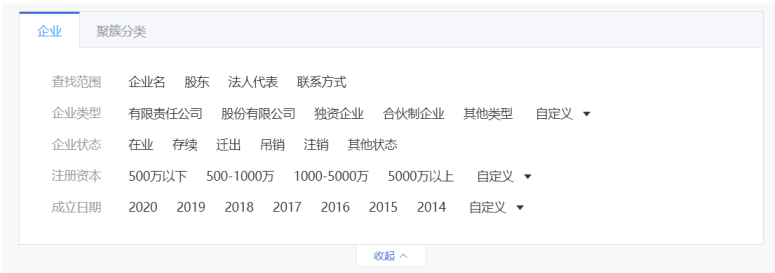 企业 聚簇分类
查找范围 企业名 股东 法人代表 联系方式
企业类型 有限责任公司 股份有限公司 独资企业 合伙制企业 其他类型 自定义
企业状态 在业 存续 迁出 吊销 注销 其他状态
注册资本 500万以下 500-1000万 1000-5000万 5000万以上 自定义
成立日期 2020 2019 2018 2017 2016 2015 2014 自定义
收起